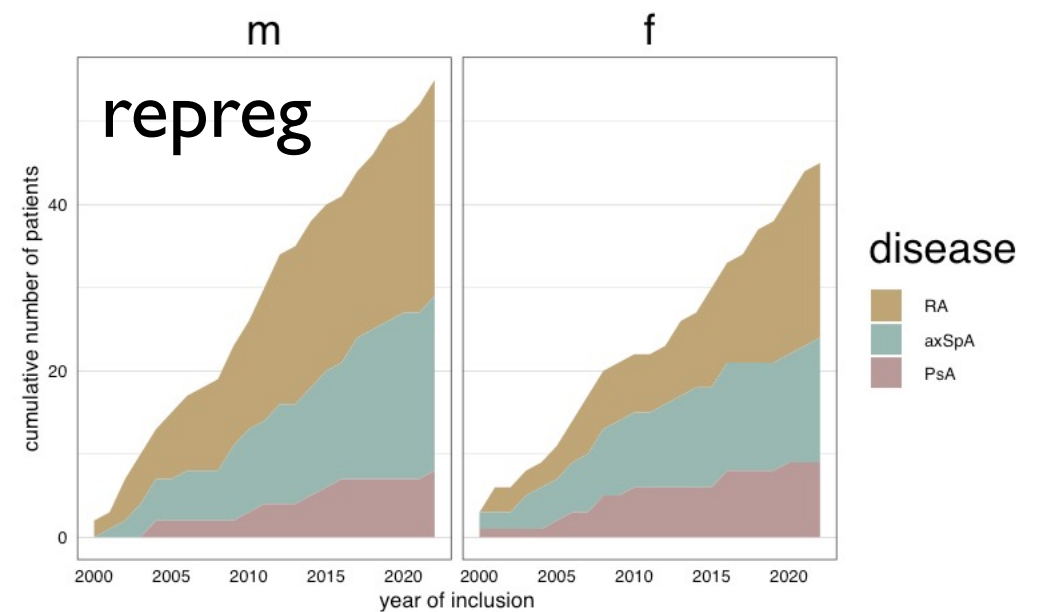 m
f
repreg
cumulative number of patients
40
20
0
2000 2005 2010 2015 2020
2000 2005 2010 2015 2020
year of inclusion
disease
RA
axSpA
PsA